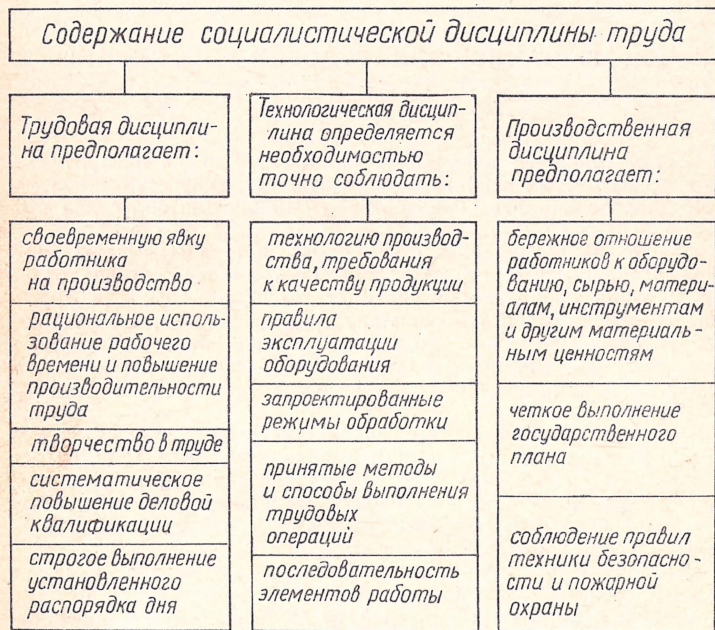 Содержание социалистической дисциплины труда
Трудовая дисципли-
на предполагает:
своевременную явку
работника
на производство
рациональное исполь-
зование рабочего
времени и повышение
производительности
труда
творчество в труде
систематическое
повышение деловой
квалификации
строгое выполнение
установленного
распорядка дня
Технологическая дисцип-
лина определяется
необходимостью
точно соблюдать:
технологию производ-
ства, требования
к качеству продукции
правила
эксплуатации
оборудования
запроектированные
режимы обработки
принятые методы
и способы выполнения
трудовых
операций
последовательность
элементов работы
Производственная
дисциплина
предполагает:
бережное отношение
работников к оборудо-
ванию, сырью, матери-
алам, инструментам
и другим материаль-
ным ценностям
четкое выполнение
государственного
плана
соблюдение правил
техники безопасно-
сти и пожарной
охраны